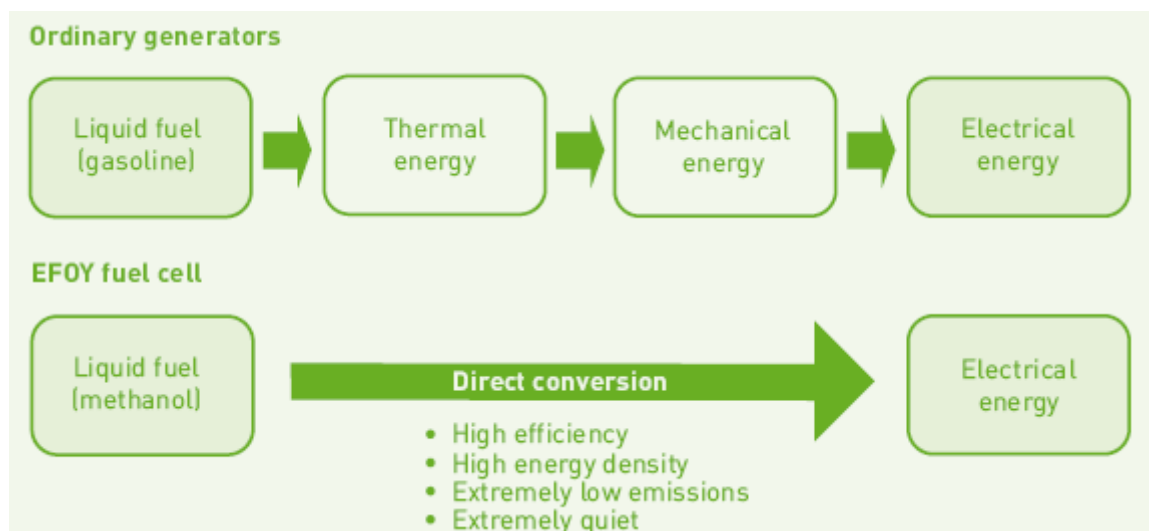 Ordinary generators
Liquid fuel
(gasoline)
Thermal
energy
Mechanical
energy
Electrical
energy
EFOY fuel cell
Liquid fuel
(methanol)
Direct conversion
Electrical
energy
• High efficiency
• High energy density
• Extremely low emissions
• Extremely quiet